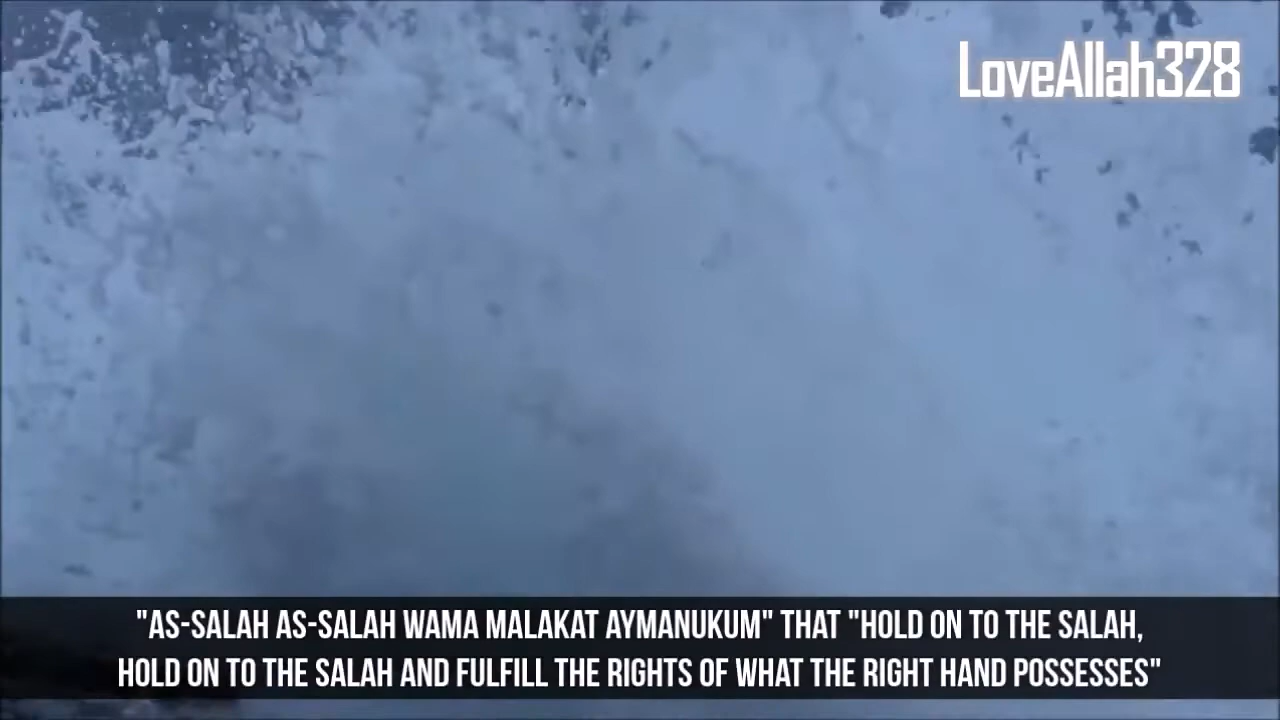 LoveAllah328
"AS-SALAH AS-SALAH WAMA MALAKAT AYMANUKUM" THAT "HOLD ON TO THE SALAH,
HOLD ON TO THE SALAH AND FULFILL THE RIGHTS OF WHAT THE RIGHT HAND POSSESSES"